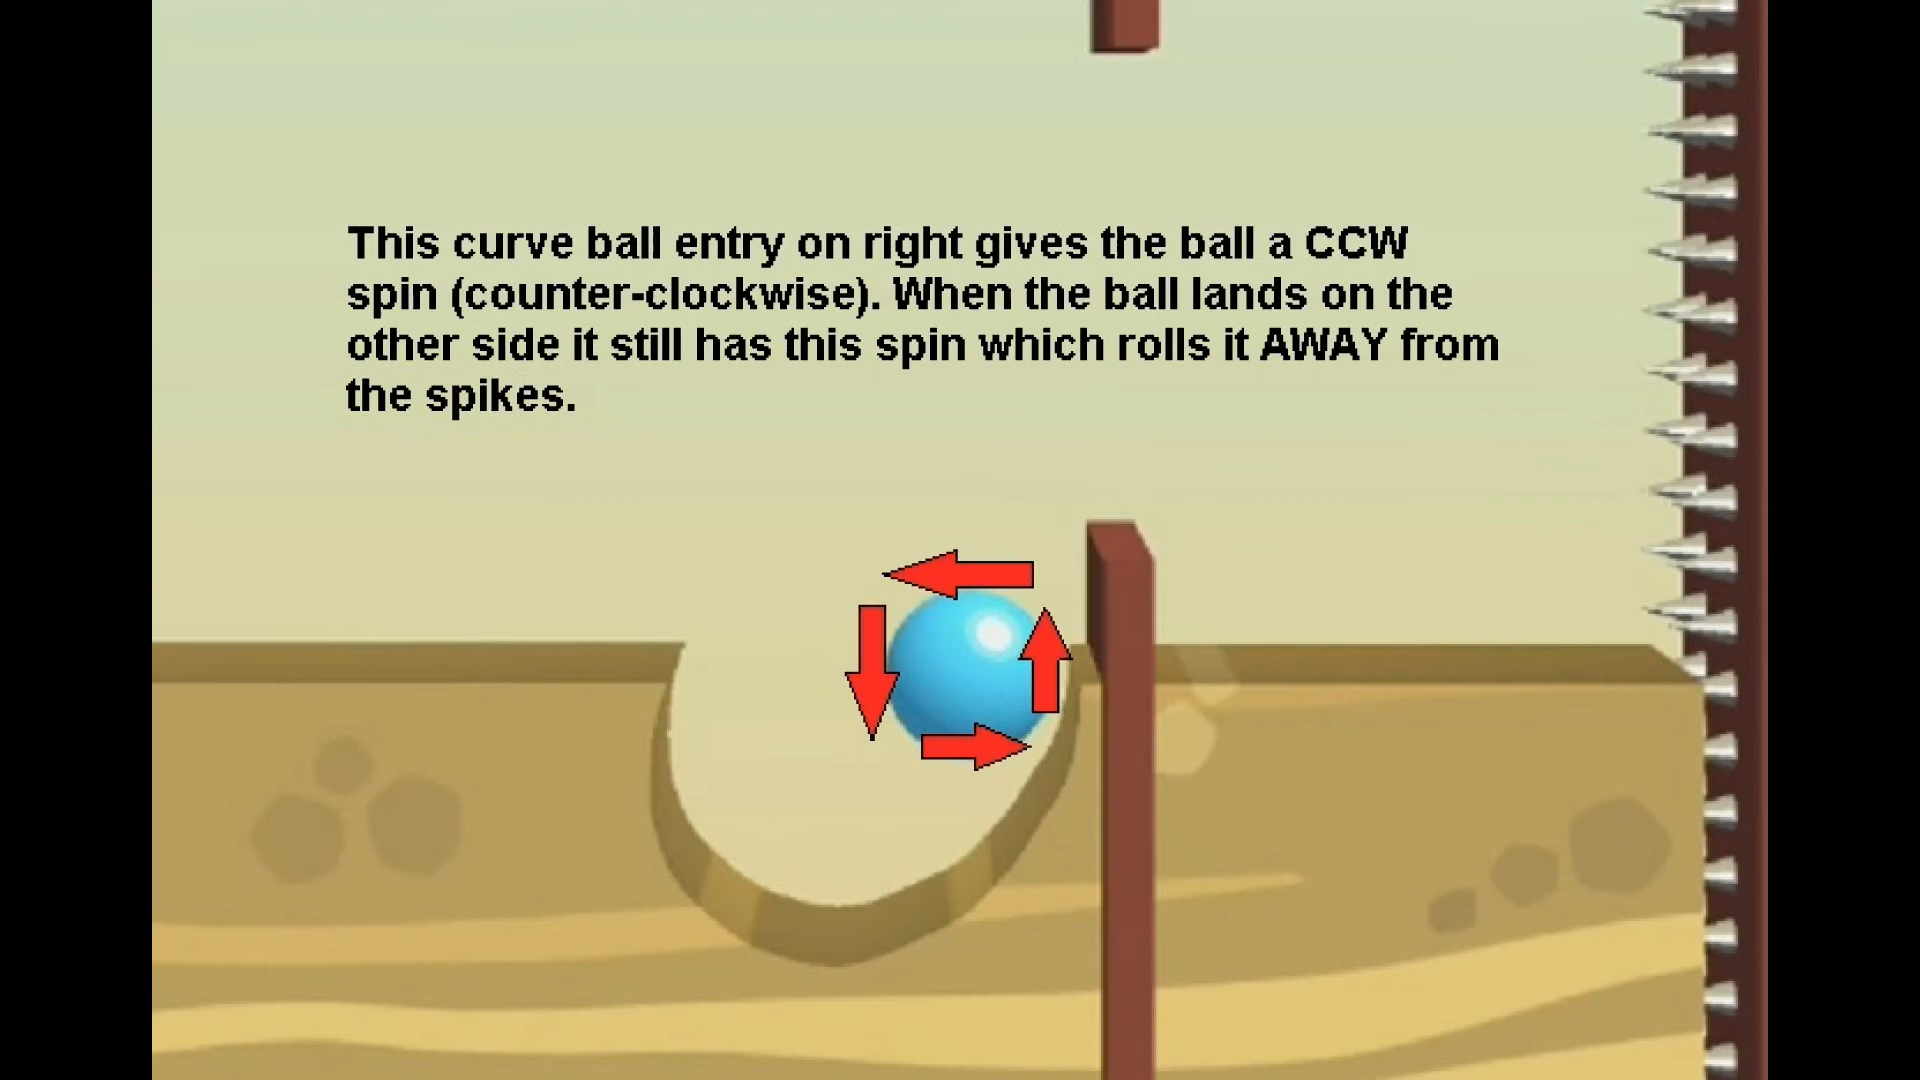 This curve ball entry on right gives the ball a CCW
spin (counter-clockwise). When the ball lands on the
other side it still has this spin which rolls it AWAY from
the spikes.